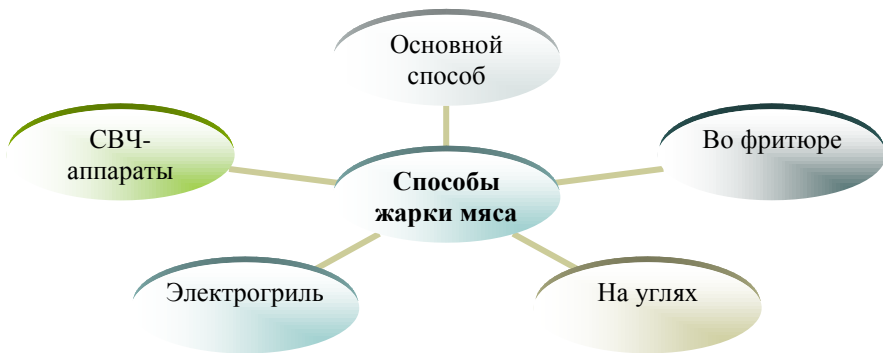 Основной
способ
СВЧ-
аппараты
Во фритюре
Способы
жарки мяса
Электрогриль
На углях